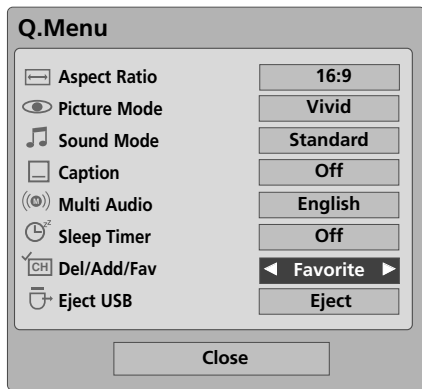 Q.Menu
Aspect Ratio 16:9
Picture Mode Vivid
Sound Mode Standard
Caption Off
Multi Audio English
Sleep Timer Off
Del/Add/Fav ◀ Favorite ▶
Eject USB Eject
Close